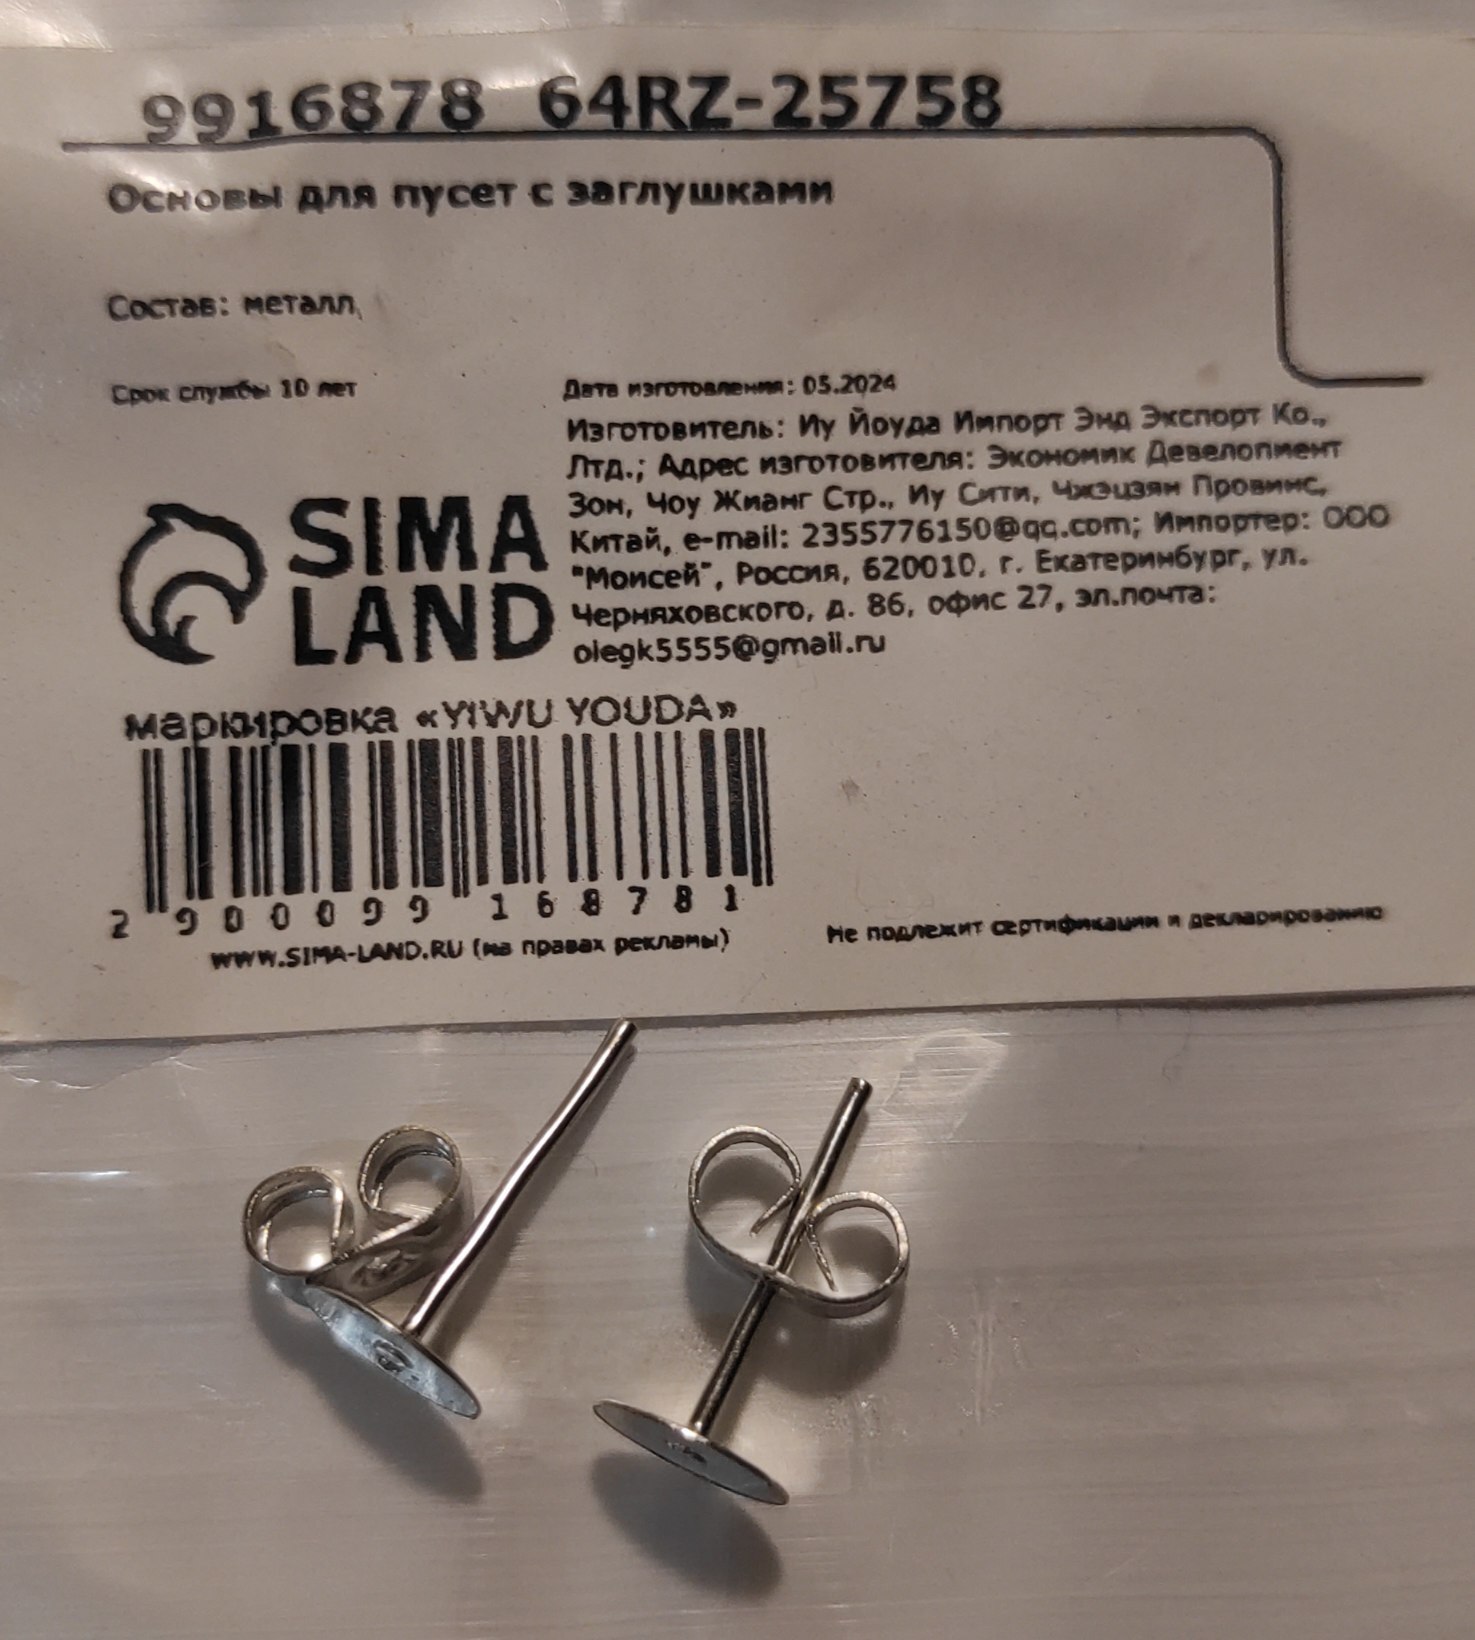 9916878 64RZ-25758
Основы для пусет с заглушками
Состав: металл,
Срок службы 10 лет
Дата изготовления: 05.2024
Изготовитель: Иу Йоуда Импорт Энд Экспорт Ко.,
Лтд.; Адрес изготовителя: Экономик Девелопмент
Зон, Чоу Жианг Стр., Иу Сити, Чжэцзян Провинс,
Китай, e-mail: 2355776150@qq.com; Импортер: ООО
"Моисей", Россия, 620010, г. Екатеринбург, ул.
Черняховского, д. 86, офис 27, эл.почта:
olegk5555@gmail.ru
SIMA
LAND
маркировка «YIWU YOUDA»
2 900099 168781
WWW.SIMA-LAND.RU (на правах рекламы)
Не подлежит сертификации и декларированию